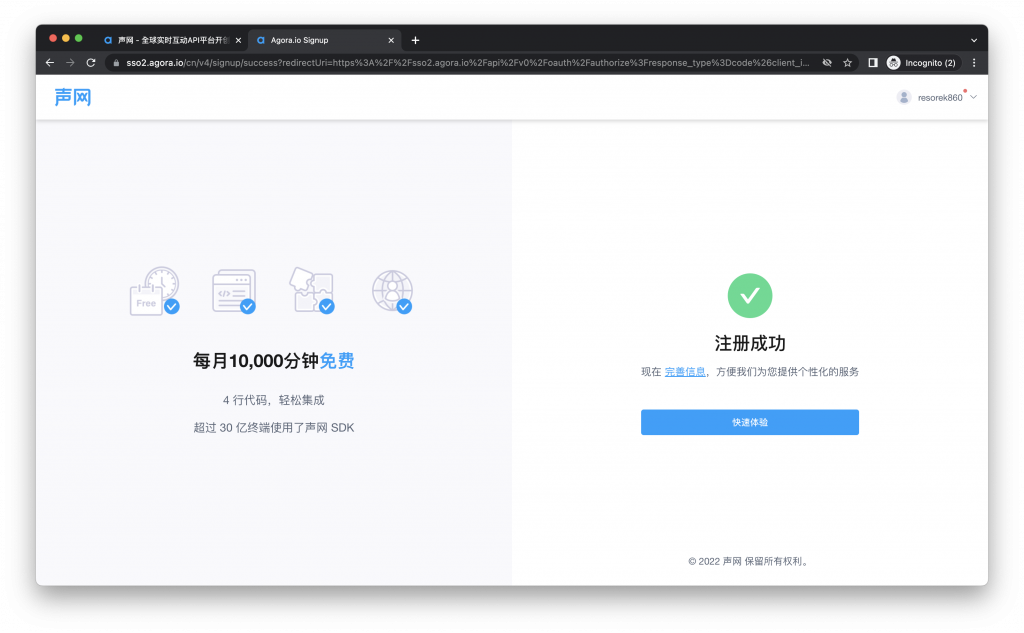 声网 - 全球实时互动API平台开创
Agora.io Signup
sso2.agora.io/cn/v4/signup/success?redirectUri=https%3A%2F%2Fsso2.agora.io%2Fapi%2Fv0%2Foauth%2Fauthorize%3Fresponse_type%3Dcode%26client_i...
Incognito (2)
声网
resorek860
Free
每月10,000分钟免费
4 行代码，轻松集成
超过 30 亿终端使用了声网 SDK
注册成功
现在 完善信息，方便我们为您提供个性化的服务
快速体验
© 2022 声网 保留所有权利。